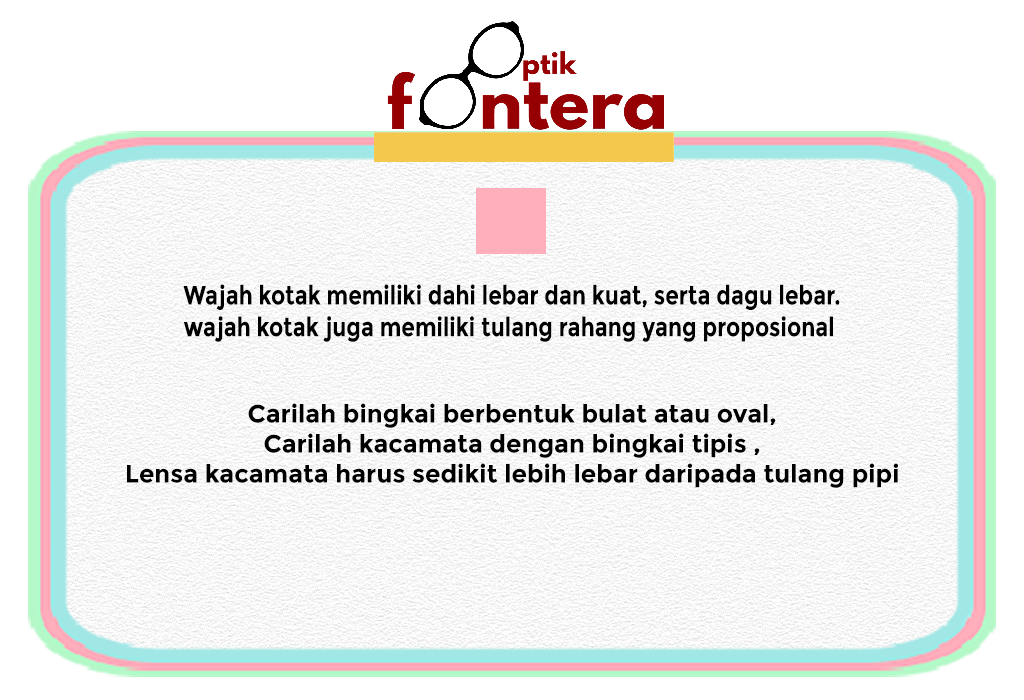 ptik
fontera
Wajah kotak memiliki dahi lebar dan kuat, serta dagu lebar.
wajah kotak juga memiliki tulang rahang yang proposional
Carilah bingkai berbentuk bulat atau oval,
Carilah kacamata dengan bingkai tipis ,
Lensa kacamata harus sedikit lebih lebar daripada tulang pipi